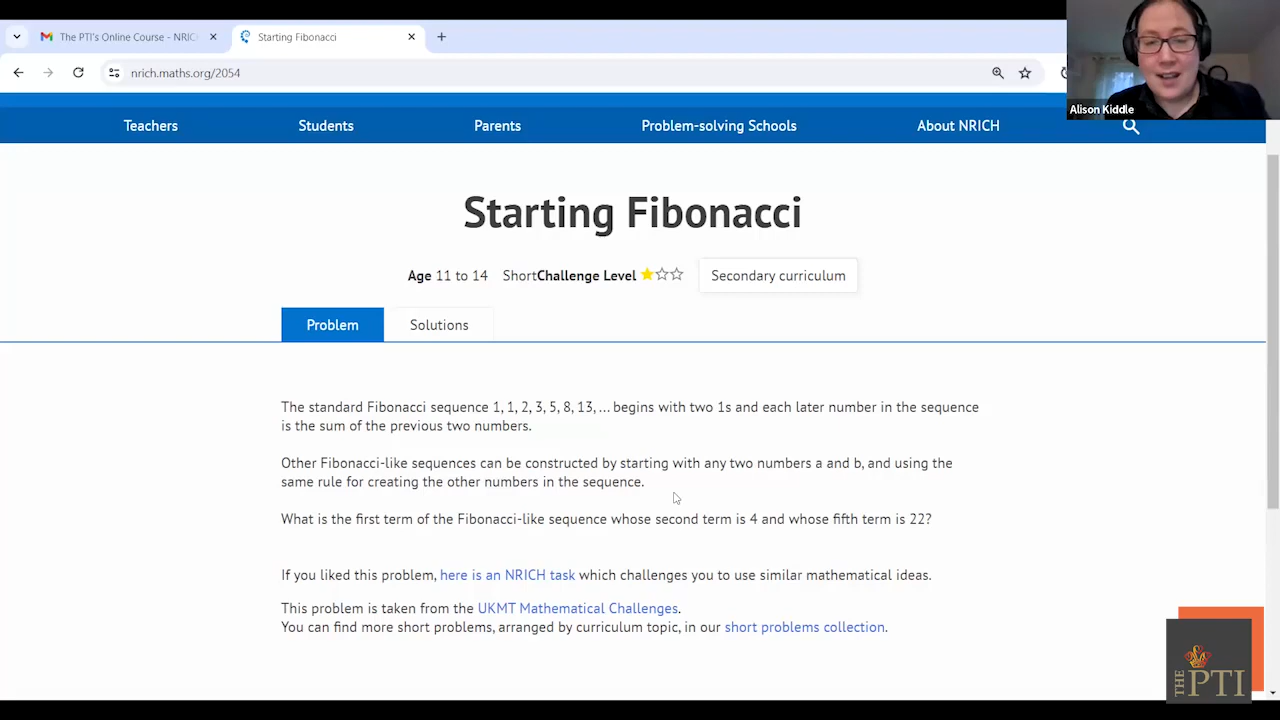 The PTI's Online Course - NRIC
Starting Fibonacci
nrich.maths.org/2054
Alison Kiddle
Teachers
Students
Parents
Problem-solving Schools
About NRICH
Starting Fibonacci
Age 11 to 14
ShortChallenge Level
Secondary curriculum
Problem
Solutions
The standard Fibonacci sequence 1, 1, 2, 3, 5, 8, 13, ... begins with two 1s and each later number in the sequence
is the sum of the previous two numbers.
Other Fibonacci-like sequences can be constructed by starting with any two numbers a and b, and using the
same rule for creating the other numbers in the sequence.
What is the first term of the Fibonacci-like sequence whose second term is 4 and whose fifth term is 22?
If you liked this problem, here is an NRICH task which challenges you to use similar mathematical ideas.
This problem is taken from the UKMT Mathematical Challenges.
You can find more short problems, arranged by curriculum topic, in our short problems collection.
THE PTI